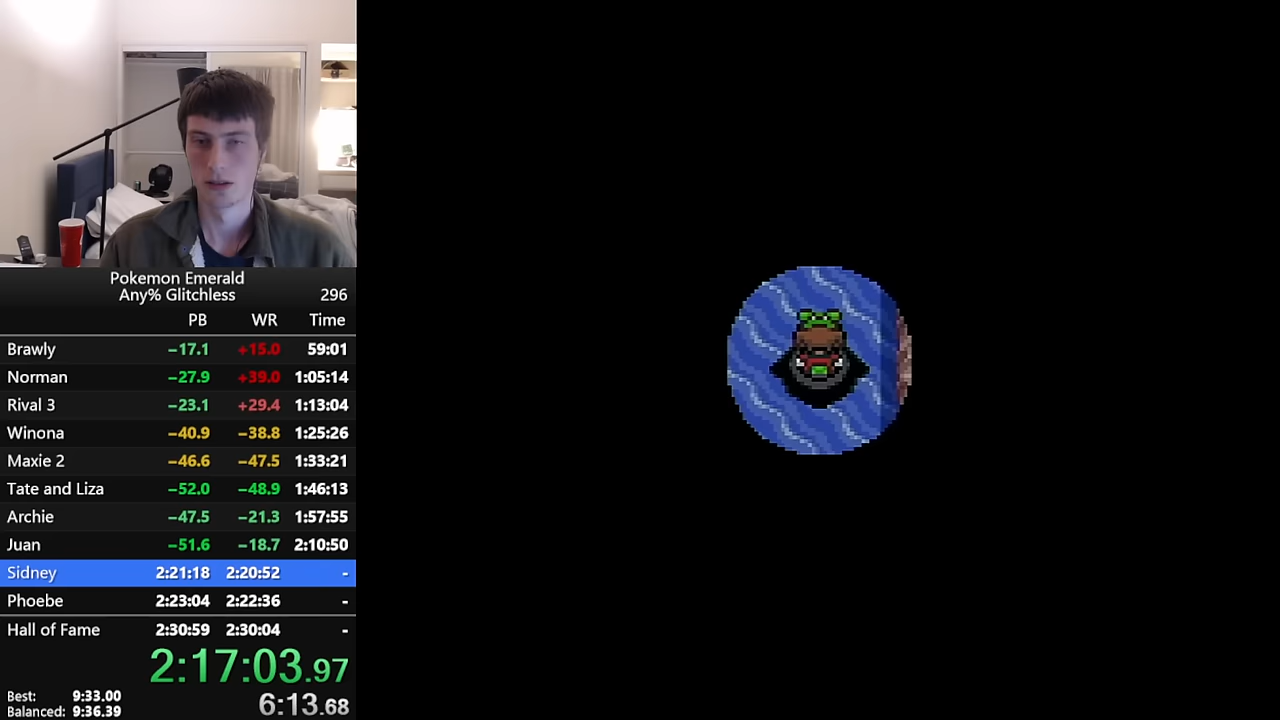 Pokemon Emerald
Any% Glitchless 296
PB WR Time
Brawly −17.1 +15.0 59:01
Norman −27.9 +39.0 1:05:14
Rival 3 −23.1 +29.4 1:13:04
Winona −40.9 −38.8 1:25:26
Maxie 2 −46.6 −47.5 1:33:21
Tate and Liza −52.0 −48.9 1:46:13
Archie −47.5 −21.3 1:57:55
Juan −51.6 −18.7 2:10:50
Sidney 2:21:18 2:20:52 -
Phoebe 2:23:04 2:22:36 -
Hall of Fame 2:30:59 2:30:04 -
2:17:03.97
Best: 9:33.00
Balanced: 9:36.39
6:13.68